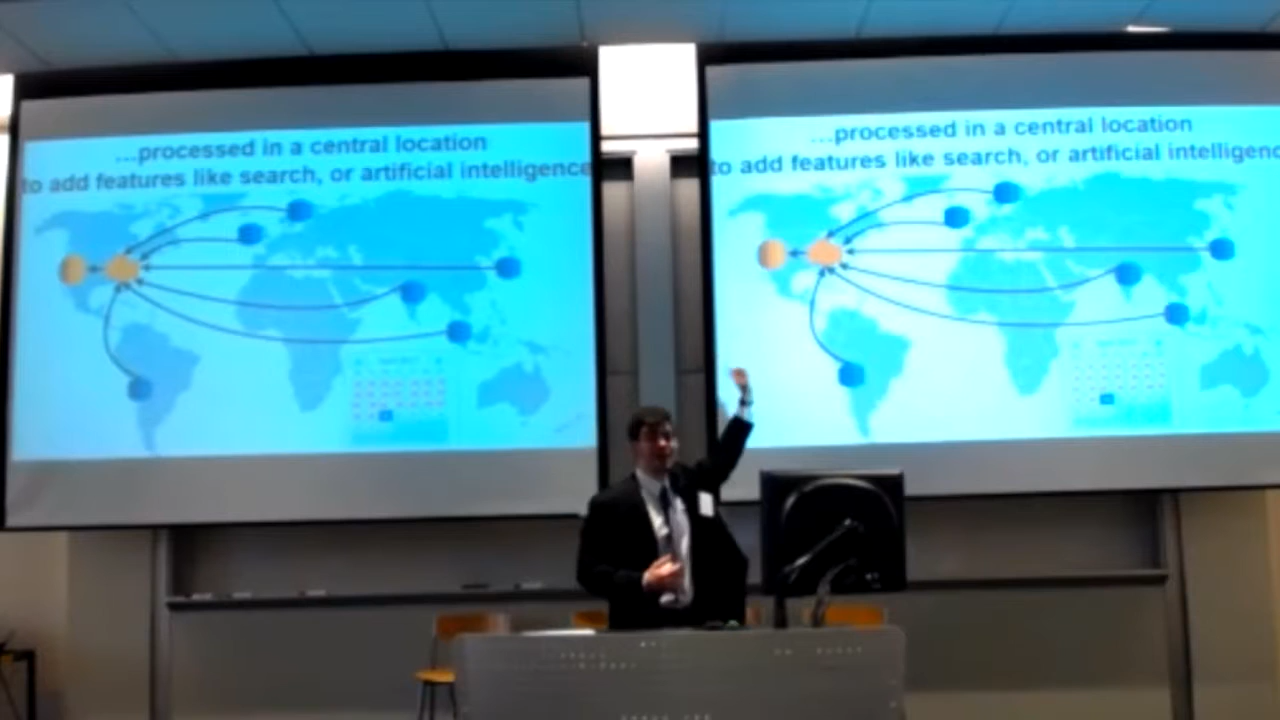 ...processed in a central location
to add features like search, or artificial intelligence
...processed in a central location
to add features like search, or artificial intelligenc